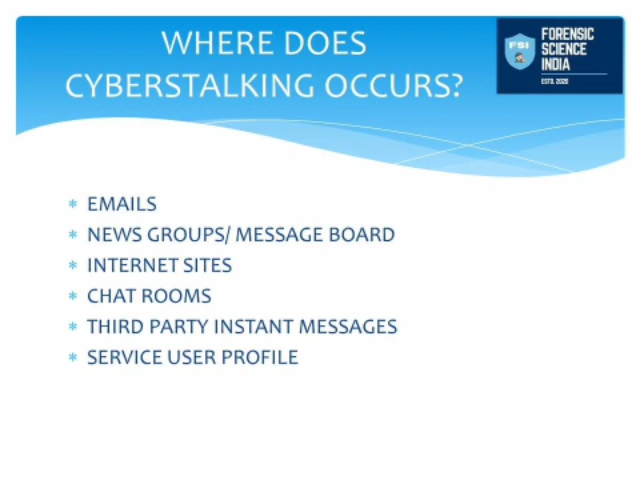 WHERE DOES
CYBERSTALKING OCCURS?
FSI
FORENSIC
SCIENCE
INDIA
ESTD. 2020
* EMAILS
* NEWS GROUPS/ MESSAGE BOARD
* INTERNET SITES
* CHAT ROOMS
* THIRD PARTY INSTANT MESSAGES
* SERVICE USER PROFILE